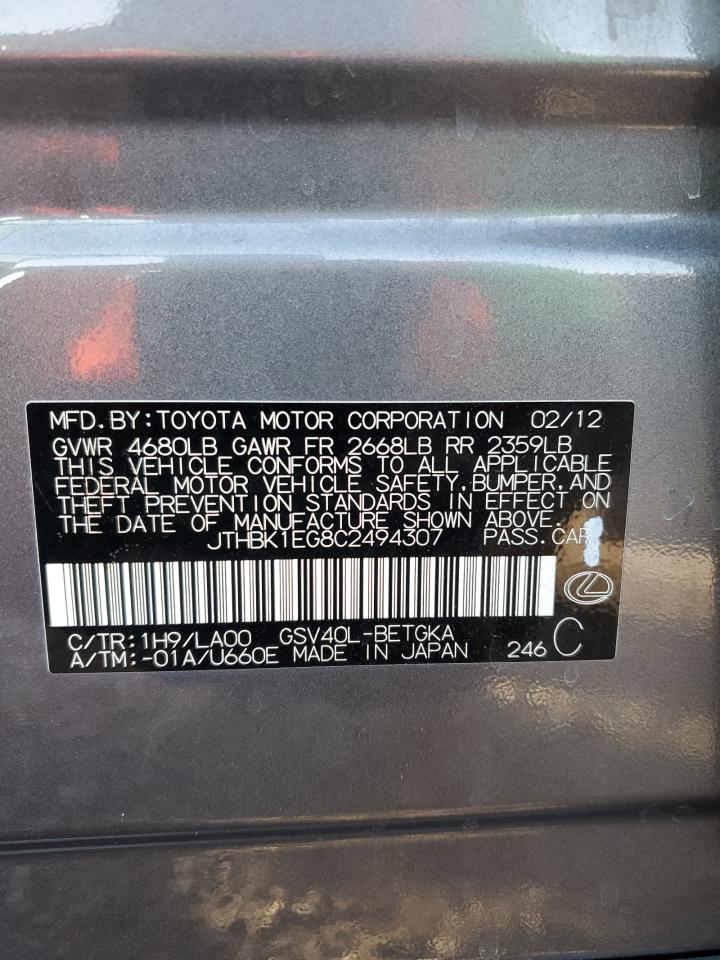 MFD.BY:TOYOTA MOTOR CORPORATION 02/12
GVWR 4680LB GAWR FR 2668LB RR 2359LB
THIS VEHICLE CONFORMS TO ALL APPLICABLE
FEDERAL MOTOR VEHICLE SAFETY,BUMPER,AND
THEFT PREVENTION STANDARDS IN EFFECT ON
THE DATE OF MANUFACTURE SHOWN ABOVE.
JTHBK1EG8C2494307 PASS.CAR
C/TR:1H9/LA00 GSV40L-BETGKA
A/TM:-01A/U660E MADE IN JAPAN 246 C